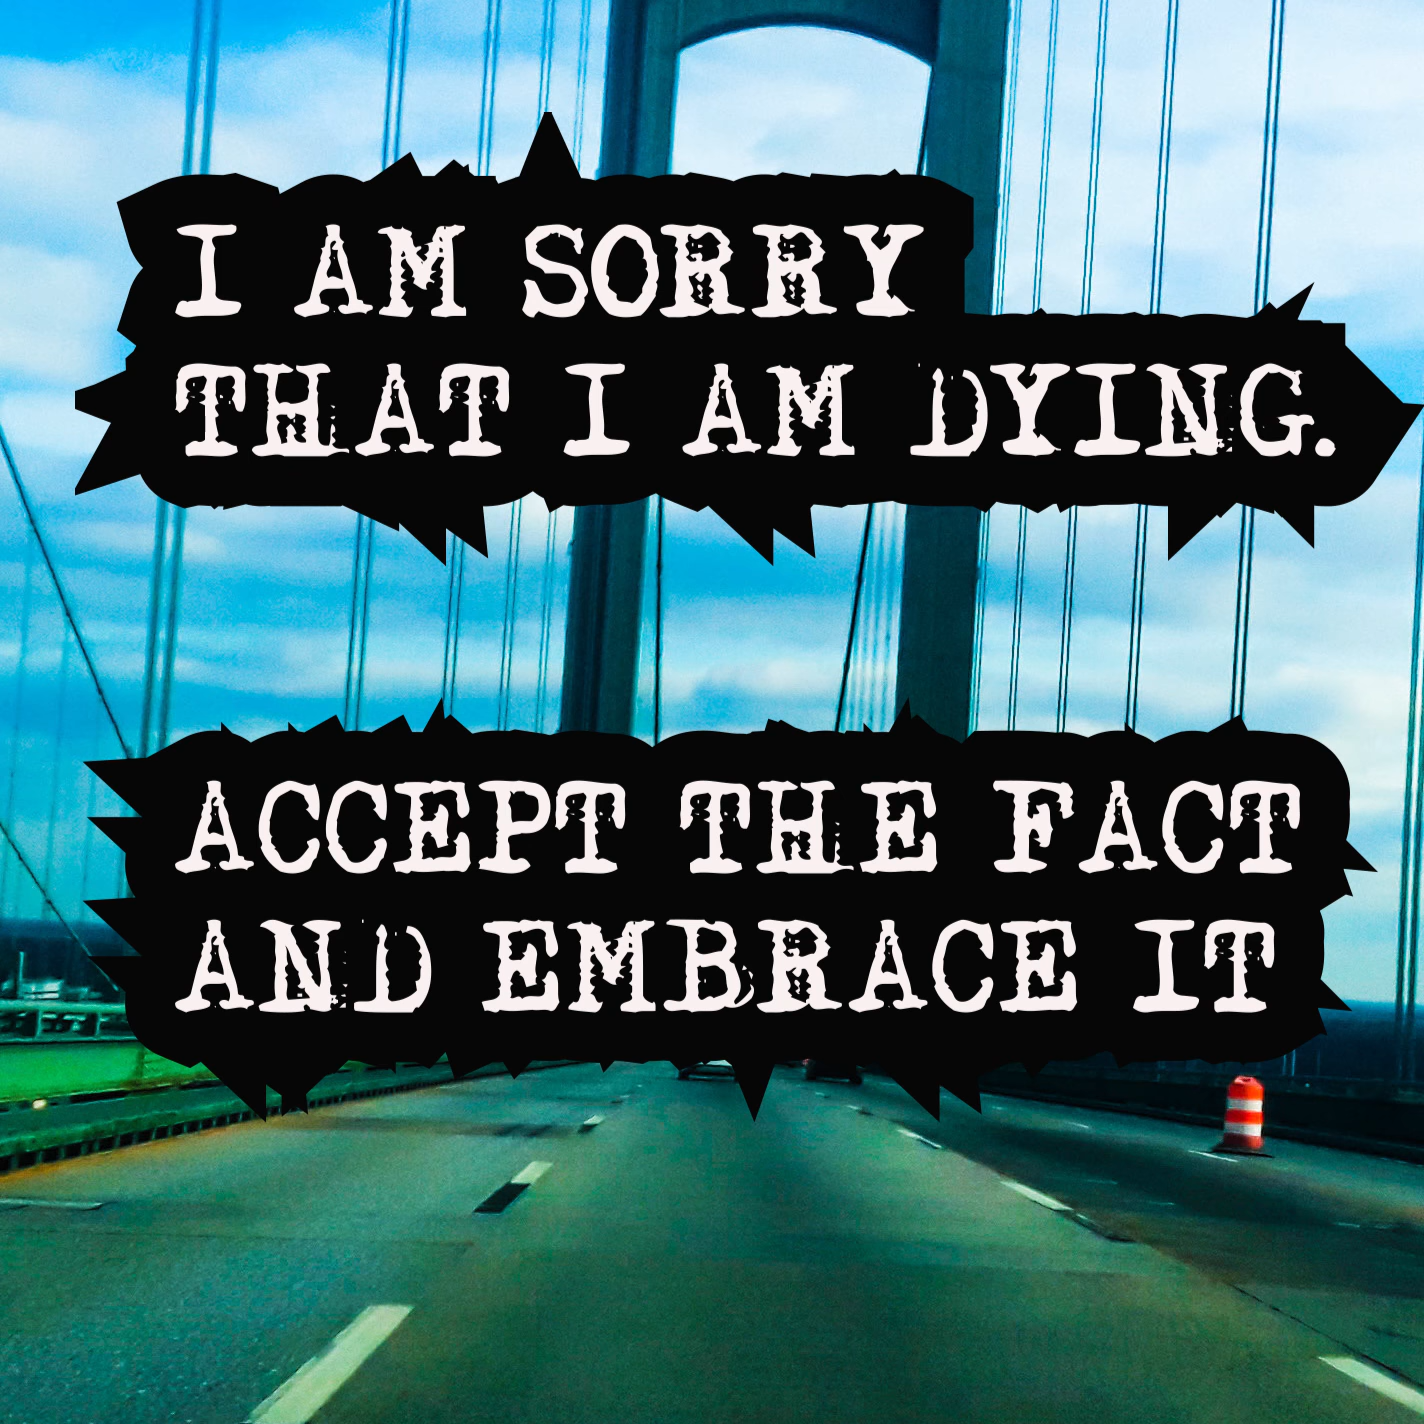 I AM SORRY
THAT I AM DYING.
ACCEPT THE FACT
AND EMBRACE IT